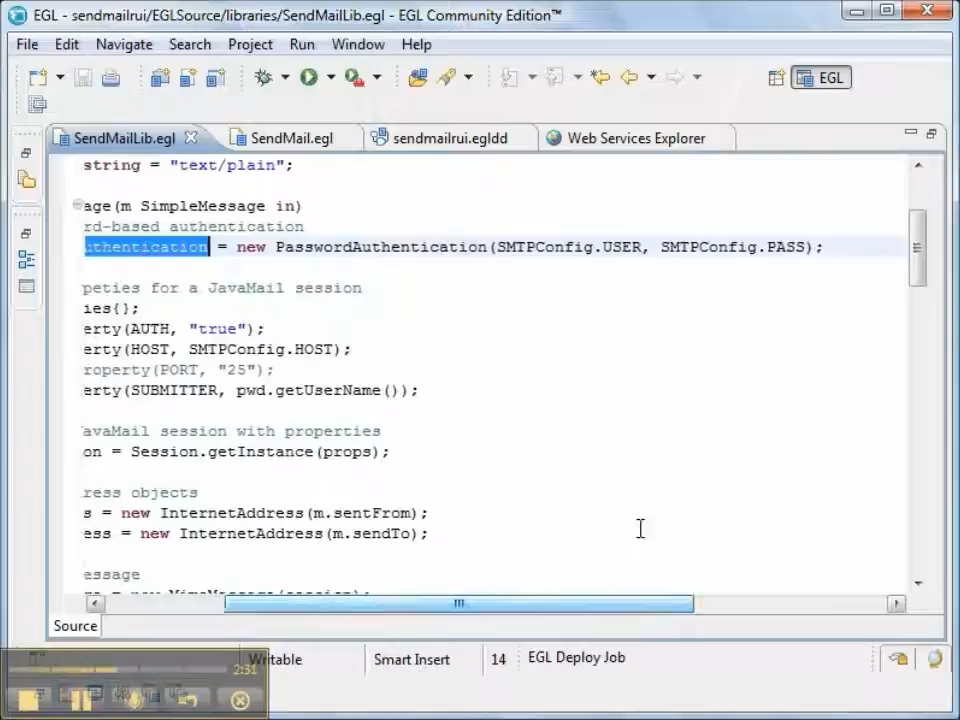 EGL - sendmailrui/EGLSource/libraries/SendMailLib.egl - EGL Community Edition™
File Edit Navigate Search Project Run Window Help
EGL
SendMailLib.egl SendMail.egl sendmailrui.egldd Web Services Explorer
string = "text/plain";
age(m SimpleMessage in)
rd-based authentication
uthentication = new PasswordAuthentication(SMTPConfig.USER, SMTPConfig.PASS);
peties for a JavaMail session
ies{};
erty(AUTH, "true");
erty(HOST, SMTPConfig.HOST);
roperty(PORT, "25");
erty(SUBMITTER, pwd.getUserName());
avaMail session with properties
on = Session.getInstance(props);
ress objects
s = new InternetAddress(m.sentFrom);
ess = new InternetAddress(m.sendTo);
essage
Source
2:31 Writable Smart Insert 14 EGL Deploy Job